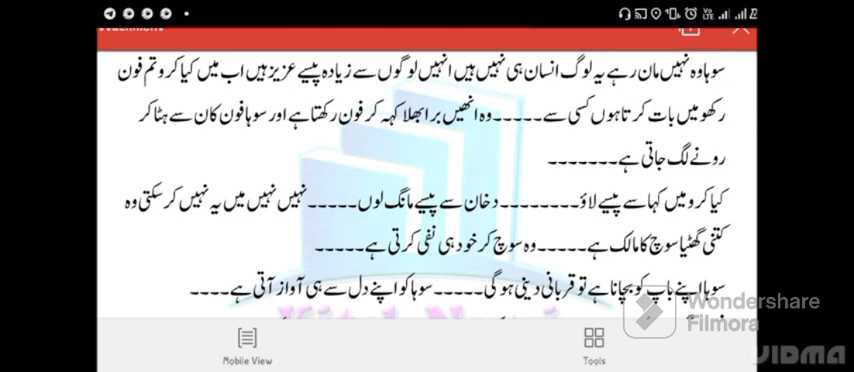 سوہا وہ نہیں مان رہے یہ لوگ انسان ہی نہیں ہیں انہیں لوگوں سے زیادہ پیسے عزیز ہیں اب میں کیا کرو تم فون
رکھو میں بات کرتا ہوں کسی سے۔۔۔۔۔ وہ انھیں برا بھلا کہہ کر فون رکھتا ہے اور سوہا فون کان سے ہٹا کر
رونے لگ جاتی ہے۔۔۔۔۔۔۔
کیا کرو میں کہا سے پیسے لاؤ۔۔۔۔۔۔۔۔۔ دخان سے پیسے مانگ لوں۔۔۔۔۔ نہیں نہیں میں یہ نہیں کر سکتی وہ
کتنی گھٹیا سوچ کا مالک ہے۔۔۔۔۔ وہ سوچ کر خود ہی نفی کرتی ہے۔۔۔۔۔
سوہا اپنے باپ کو بچانا ہے تو قربانی دینی ہو گی۔۔۔۔۔ سوہا کو اپنے دل سے ہی آواز آتی ہے۔۔۔۔
Wondershare
Filmora
Mobile View
Tools
VIDMA